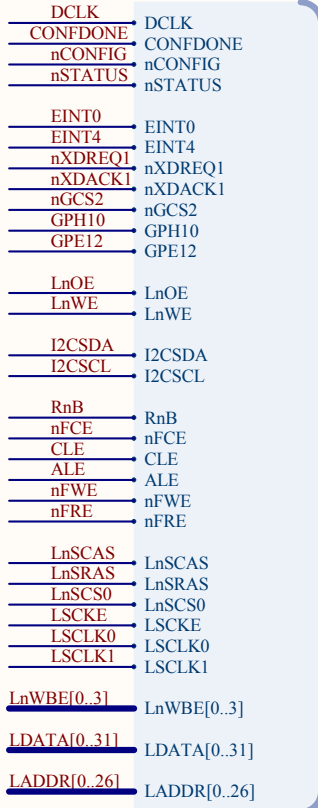 DCLK DCLK
CONFDONE CONFDONE
nCONFIG nCONFIG
nSTATUS nSTATUS
EINT0 EINT0
EINT4 EINT4
nXDREQ1 nXDREQ1
nXDACK1 nXDACK1
nGCS2 nGCS2
GPH10 GPH10
GPE12 GPE12
LnOE LnOE
LnWE LnWE
I2CSDA I2CSDA
I2CSCL I2CSCL
RnB RnB
nFCE nFCE
CLE CLE
ALE ALE
nFWE nFWE
nFRE nFRE
LnSCAS LnSCAS
LnSRAS LnSRAS
LnSCS0 LnSCS0
LSCKE LSCKE
LSCLK0 LSCLK0
LSCLK1 LSCLK1
LnWBE[0..3] LnWBE[0..3]
LDATA[0..31] LDATA[0..31]
LADDR[0..26] LADDR[0..26]